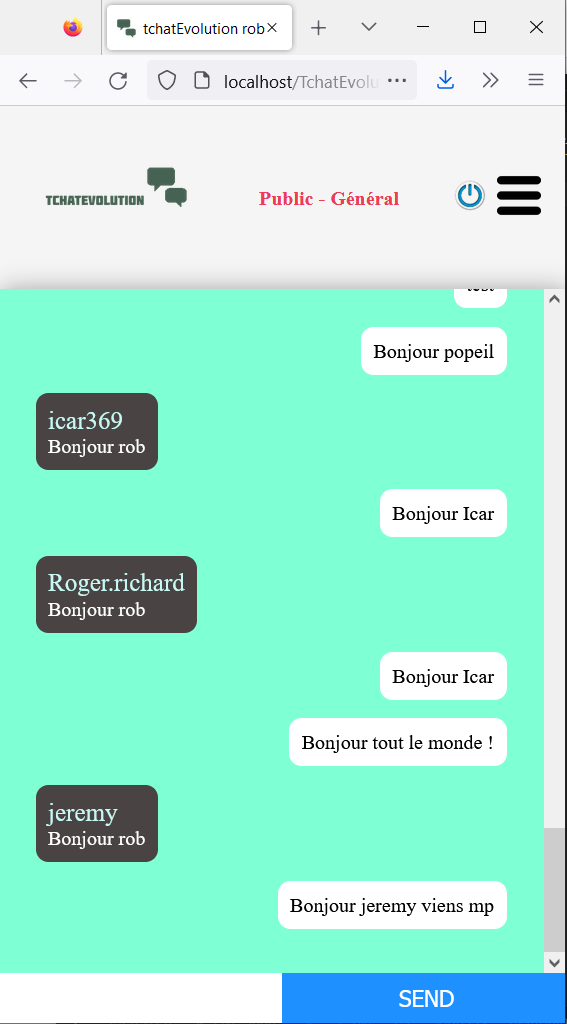 tchatEvolution rob
localhost/TchatEvolu
TCHATEVOLUTION
Public - Général
test
Bonjour popeil
icar369
Bonjour rob
Bonjour Icar
Roger.richard
Bonjour rob
Bonjour Icar
Bonjour tout le monde !
jeremy
Bonjour rob
Bonjour jeremy viens mp
SEND